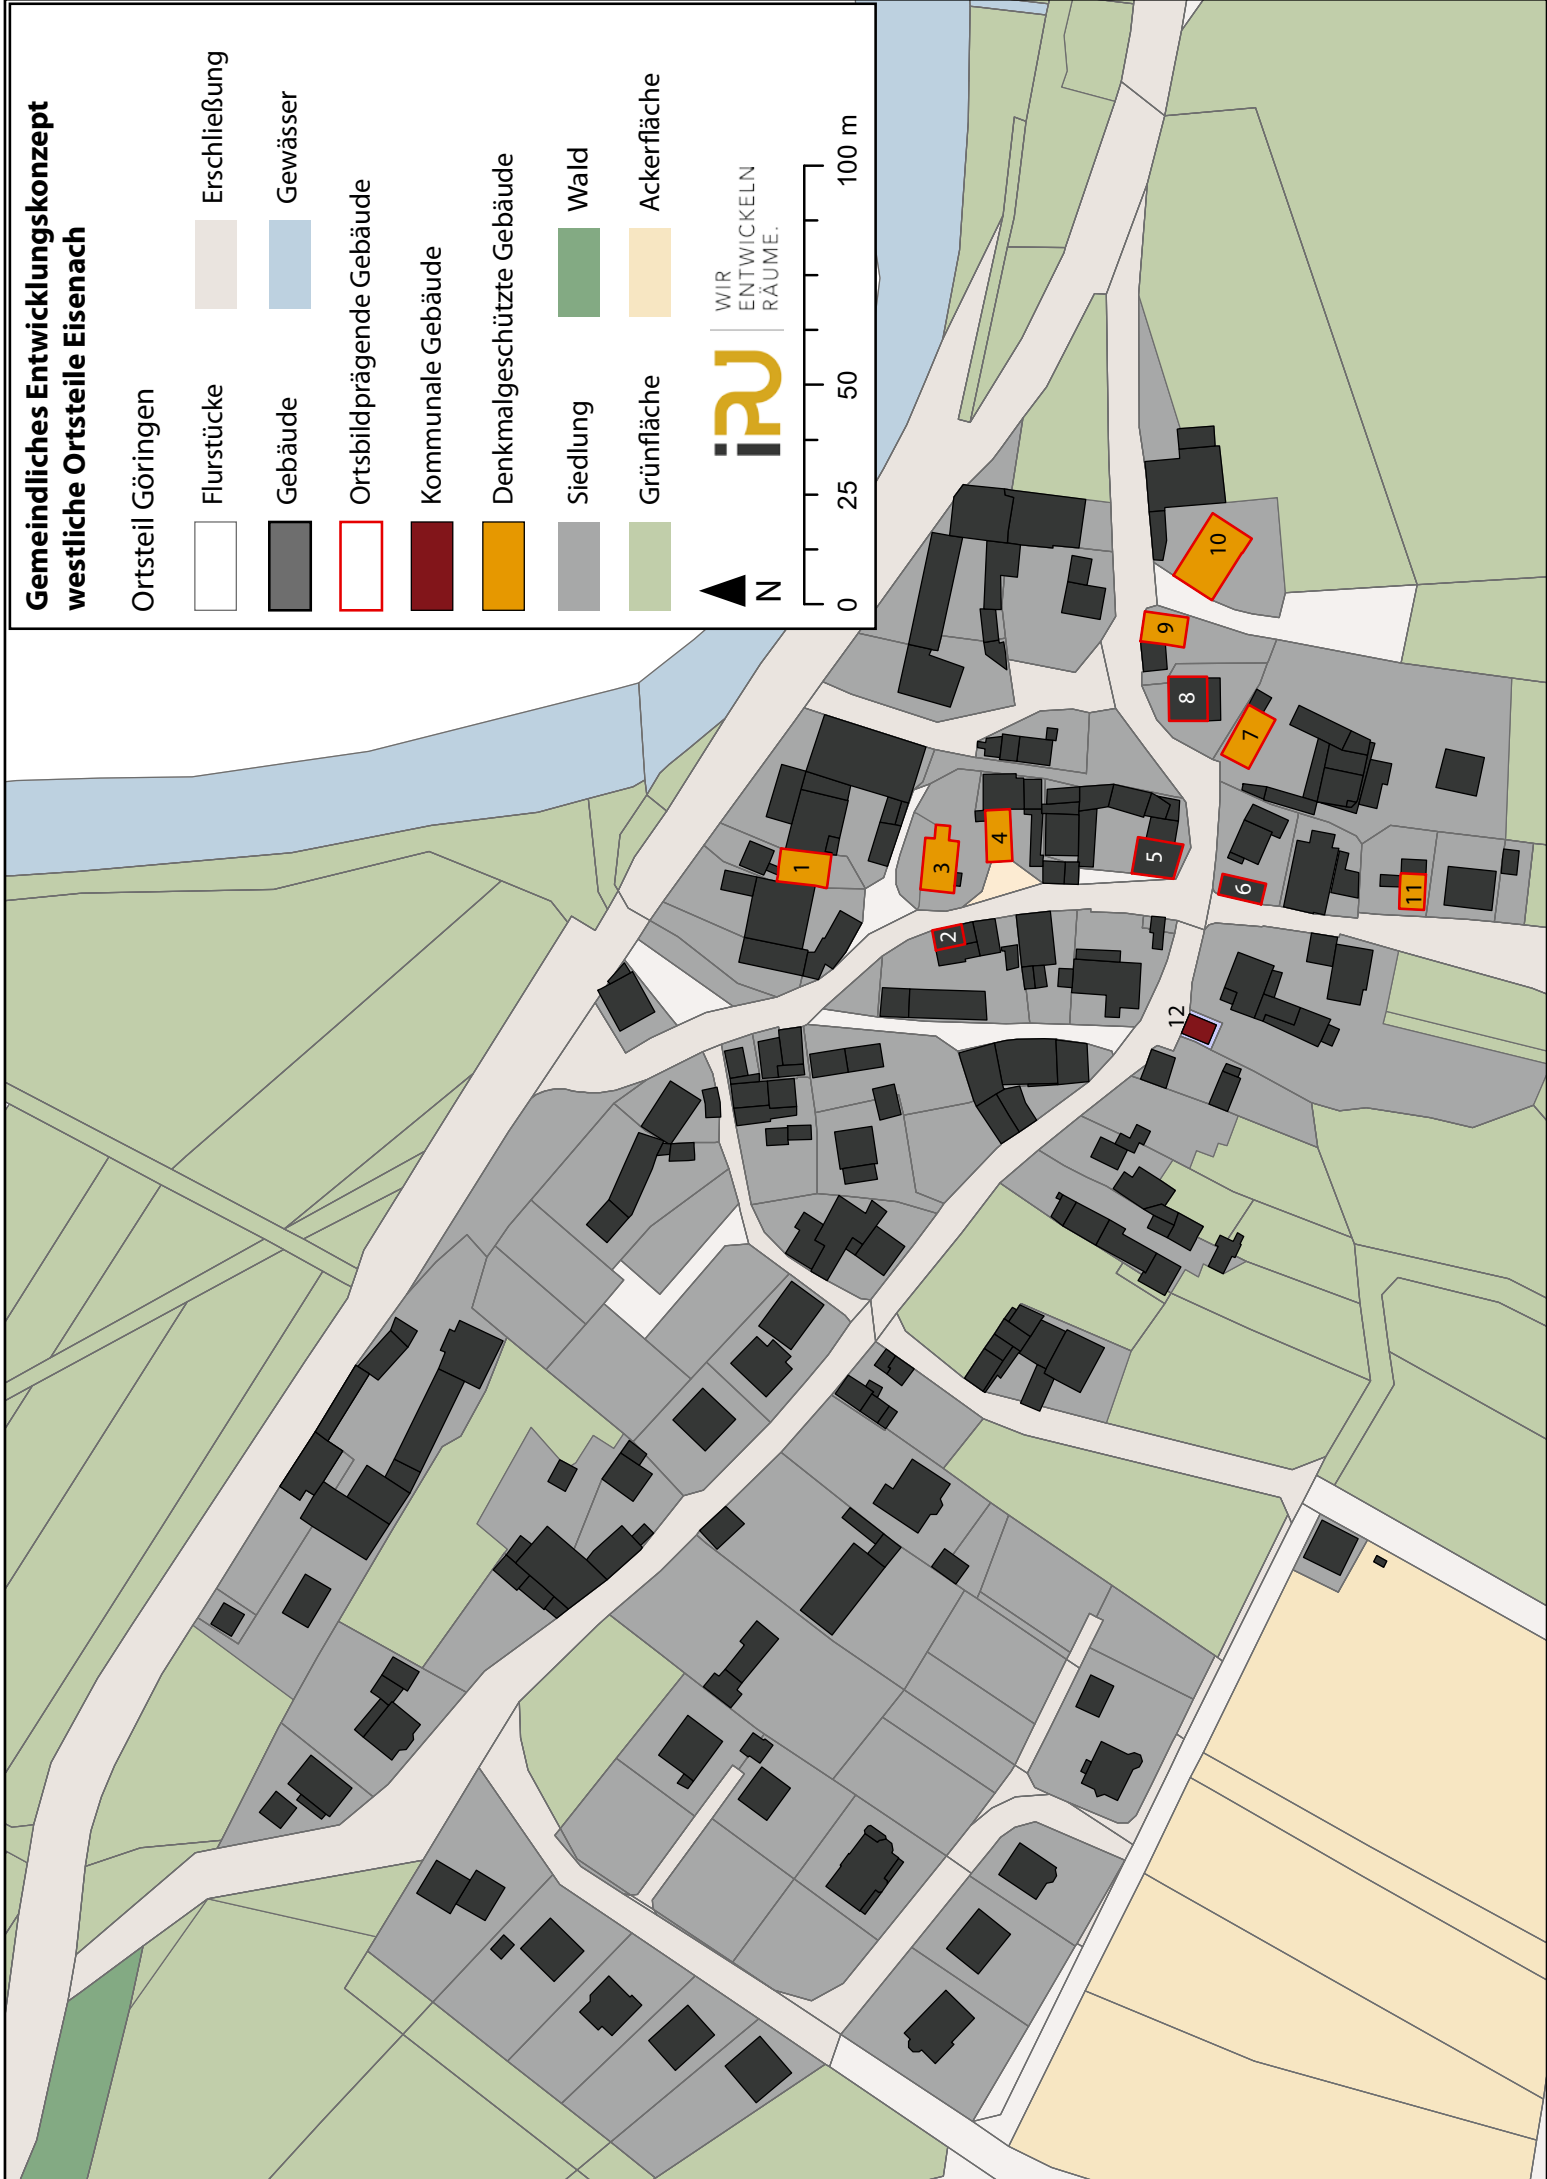 Gemeindliches Entwicklungskonzept
westliche Ortsteile Eisenach
Ortsteil Göringen
Flurstücke
Erschließung
Gebäude
Gewässer
Ortsbildprägende Gebäude
Kommunale Gebäude
Denkmalgeschützte Gebäude
Siedlung
Wald
Grünfläche
Ackerfläche
N
iPU
WIR
ENTWICKELN
RÄUME.
0
25
50
100 m
1
2
3
4
5
6
7
8
9
10
11
12